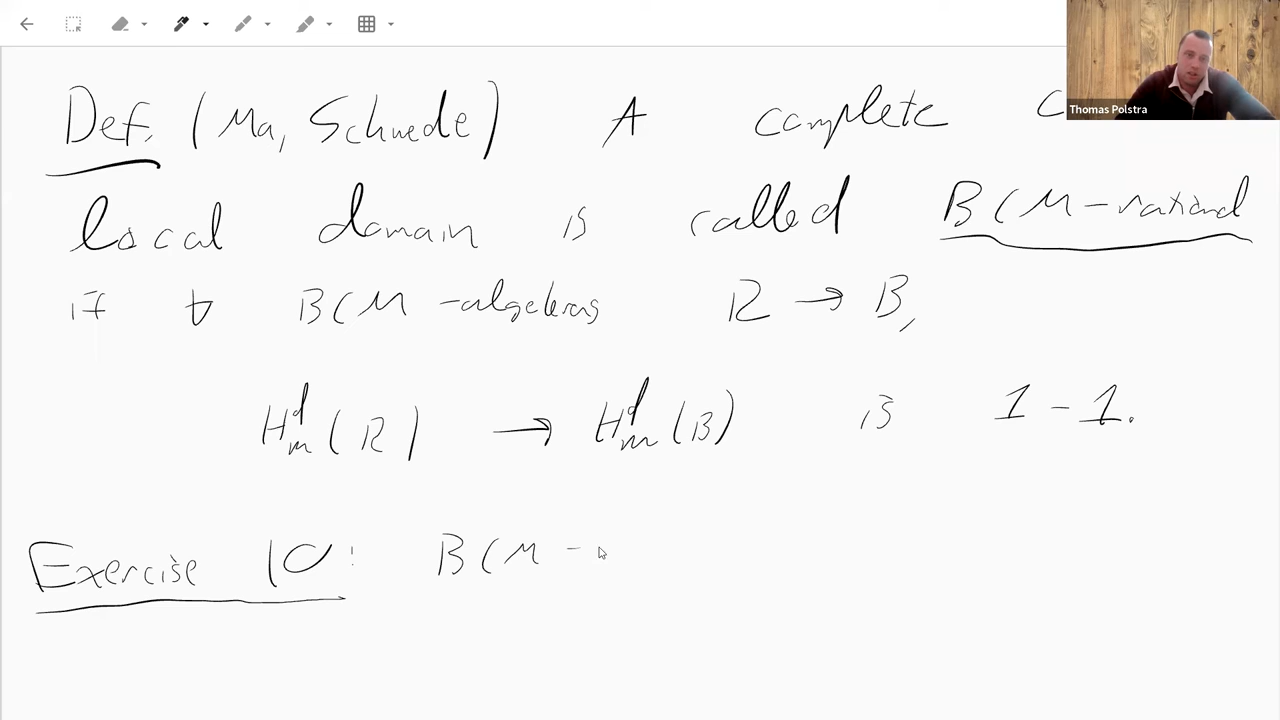 Def. (Ma, Schwede) A complete C
local domain is called BCM-rational
if ∀ BCM-algebras R → B,
H^d_m(R) → H^d_m(B) is 1-1.
Exercise 10: BCM -
Thomas Polstra